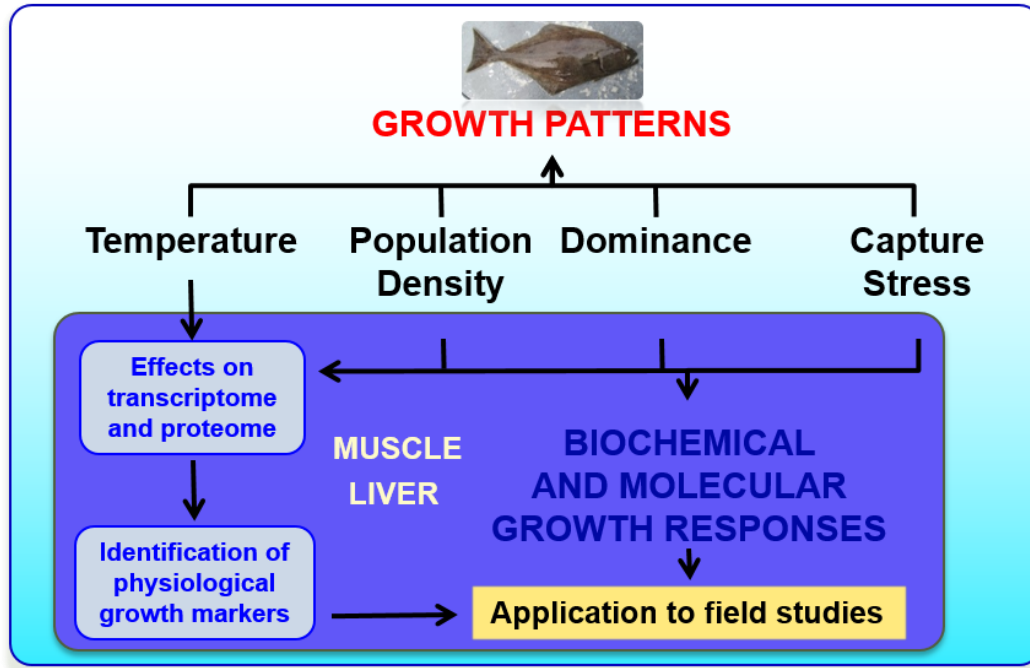 GROWTH PATTERNS
Temperature
Population
Density
Dominance
Capture
Stress
Effects on
transcriptome
and proteome
MUSCLE
LIVER
BIOCHEMICAL
AND MOLECULAR
GROWTH RESPONSES
Identification of
physiological
growth markers
Application to field studies